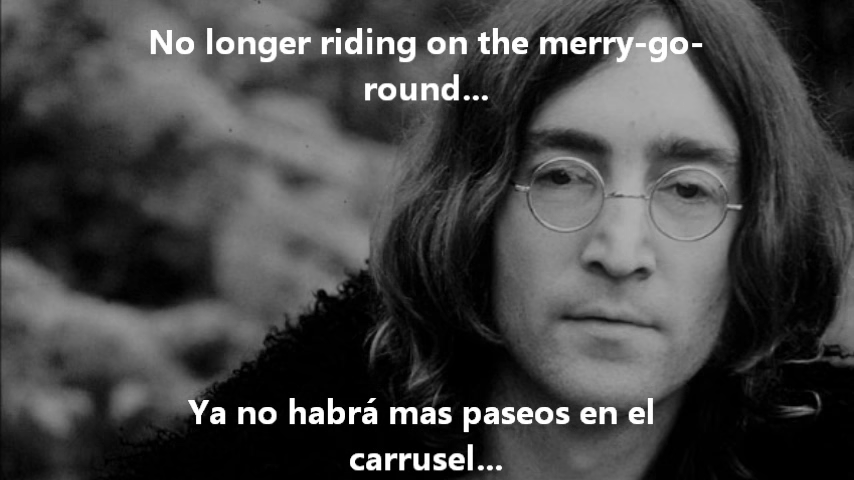 No longer riding on the merry-go-
round...
Ya no habrá mas paseos en el
carrusel...